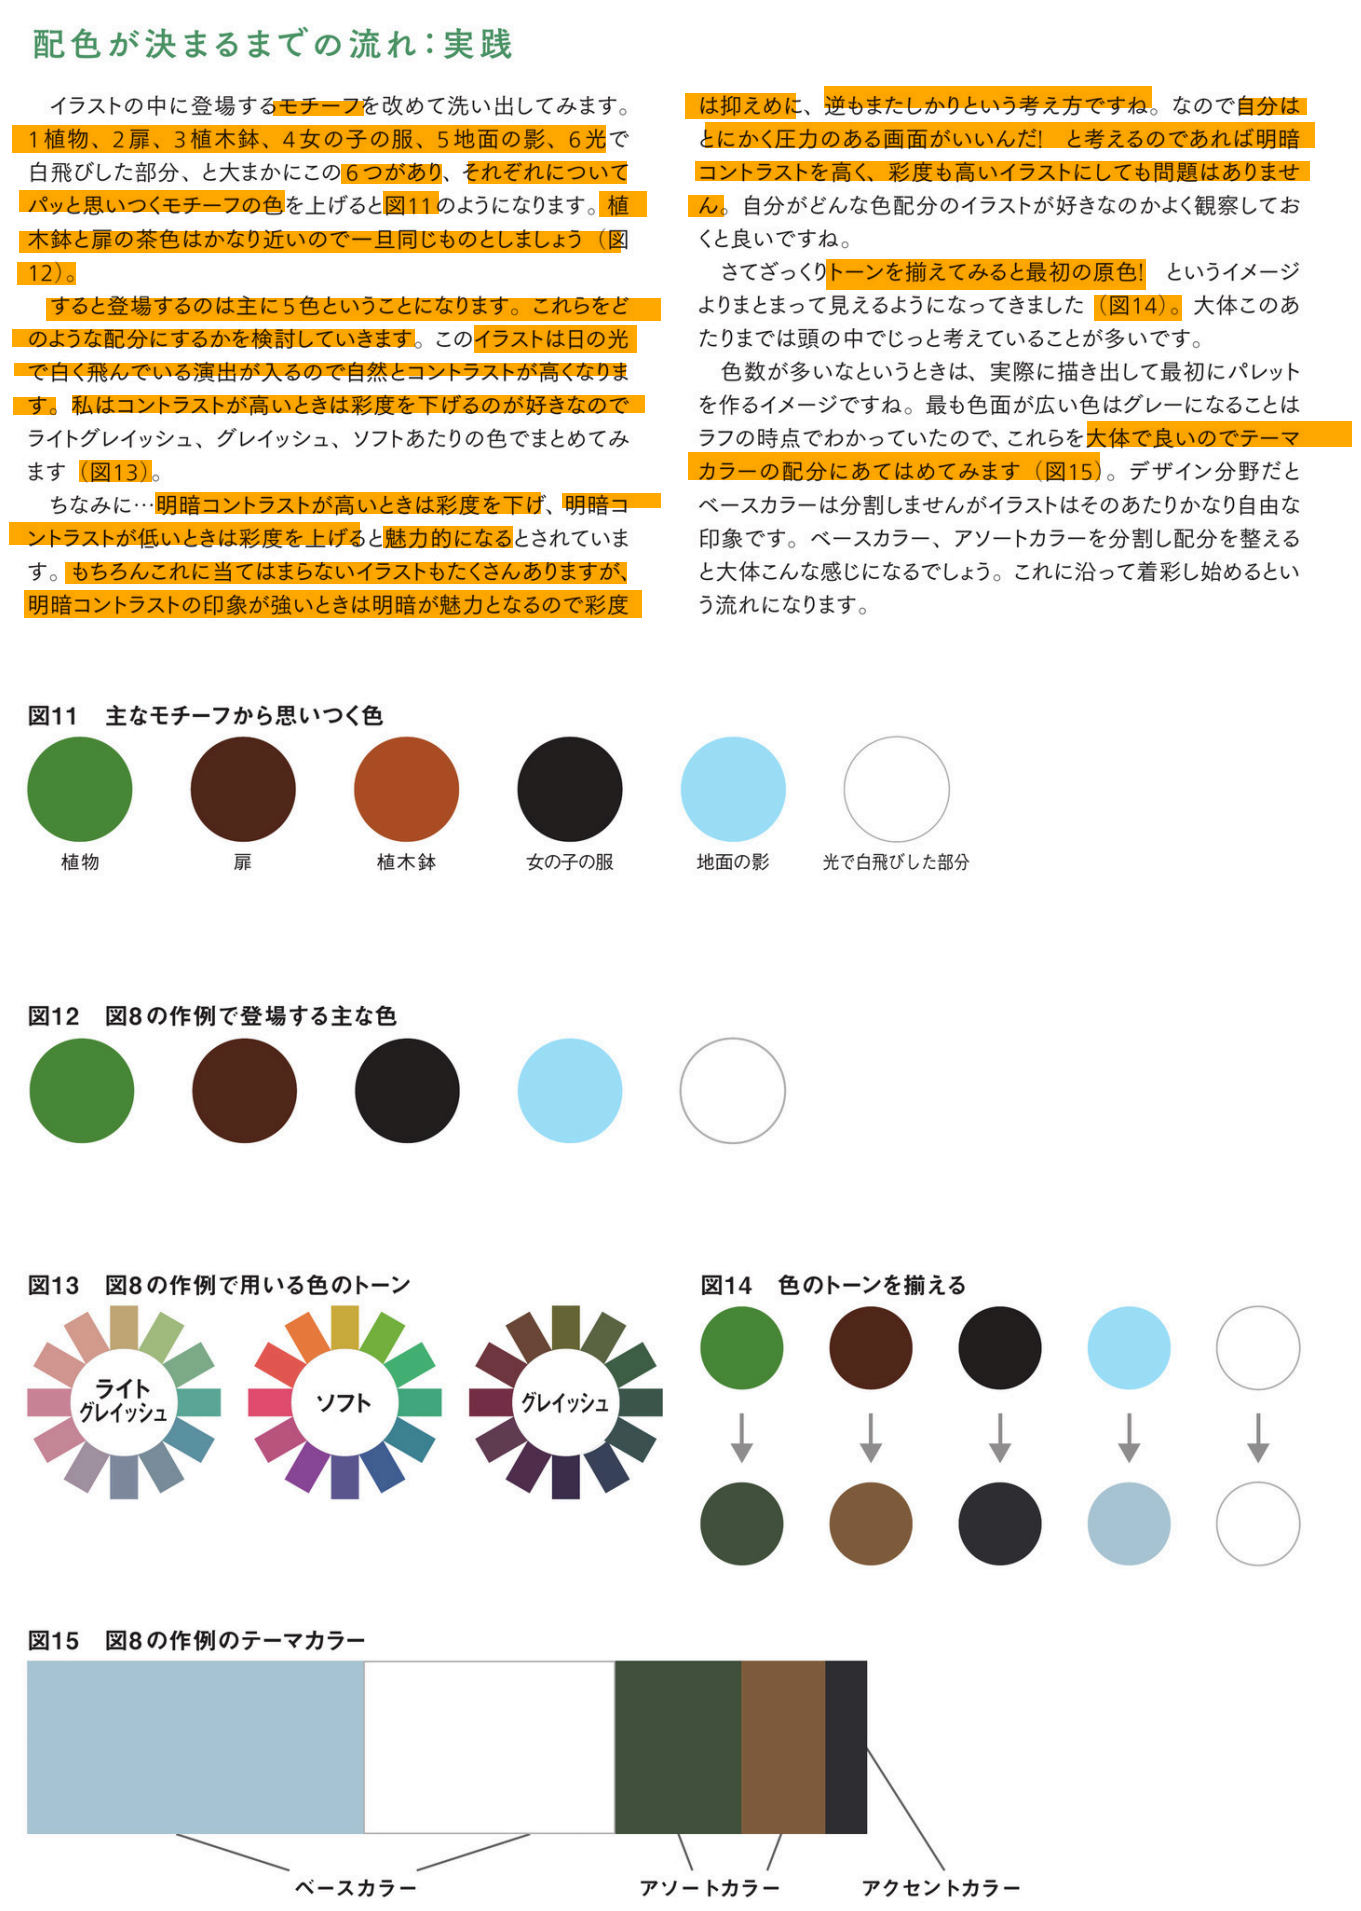 配色が決まるまでの流れ：実践
　イラストの中に登場するモチーフを改めて洗い出してみます。
1植物、2扉、3植木鉢、4女の子の服、5地面の影、6光で
白飛びした部分、と大まかにこの6つがあり、それぞれについて
パッと思いつくモチーフの色を上げると図11のようになります。植
木鉢と扉の茶色はかなり近いので一旦同じものとしましょう（図
12）。
　すると登場するのは主に5色ということになります。これらをど
のような配分にするかを検討していきます。このイラストは日の光
で白く飛んでいる演出が入るので自然とコントラストが高くなりま
す。私はコントラストが高いときは彩度を下げるのが好きなので
ライトグレイッシュ、グレイッシュ、ソフトあたりの色でまとめてみ
ます（図13）。
　ちなみに…明暗コントラストが高いときは彩度を下げ、明暗コ
ントラストが低いときは彩度を上げると魅力的になるとされていま
す。もちろんこれに当てはまらないイラストもたくさんありますが、
明暗コントラストの印象が強いときは明暗が魅力となるので彩度
は抑えめに、逆もまたしかりという考え方ですね。なので自分は
とにかく圧力のある画面がいいんだ!　と考えるのであれば明暗
コントラストを高く、彩度も高いイラストにしても問題はありませ
ん。自分がどんな色配分のイラストが好きなのかよく観察してお
くと良いですね。
　さてざっくりトーンを揃えてみると最初の原色!　というイメージ
よりまとまって見えるようになってきました（図14）。大体このあ
たりまでは頭の中でじっと考えていることが多いです。
　色数が多いなというときは、実際に描き出して最初にパレット
を作るイメージですね。最も色面が広い色はグレーになることは
ラフの時点でわかっていたので、これらを大体で良いのでテーマ
カラーの配分にあてはめてみます（図15）。デザイン分野だと
ベースカラーは分割しませんがイラストはそのあたりかなり自由な
印象です。ベースカラー、アソートカラーを分割し配分を整える
と大体こんな感じになるでしょう。これに沿って着彩し始めるとい
う流れになります。
図11　主なモチーフから思いつく色
植物
扉
植木鉢
女の子の服
地面の影
光で白飛びした部分
図12　図8の作例で登場する主な色
図13　図8の作例で用いる色のトーン
ライト
グレイッシュ
ソフト
グレイッシュ
図14　色のトーンを揃える
図15　図8の作例のテーマカラー
ベースカラー
アソートカラー
アクセントカラー